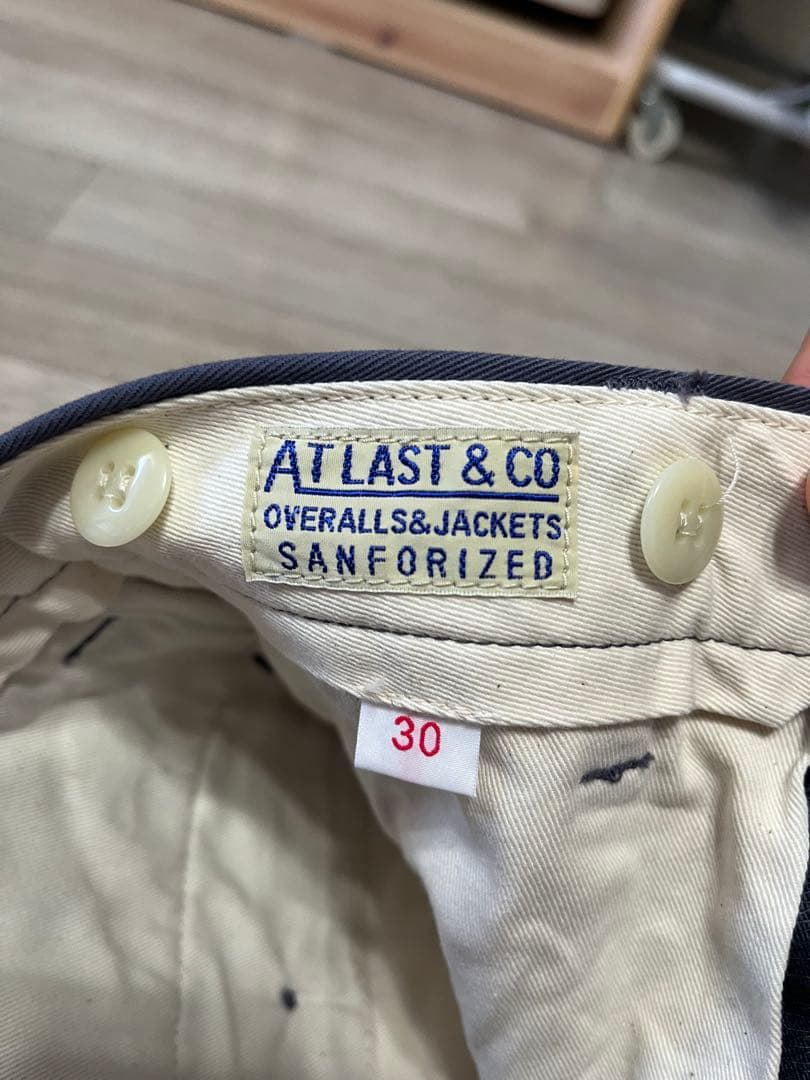 AT LAST & CO
OVERALLS&JACKETS
SANFORIZED
30